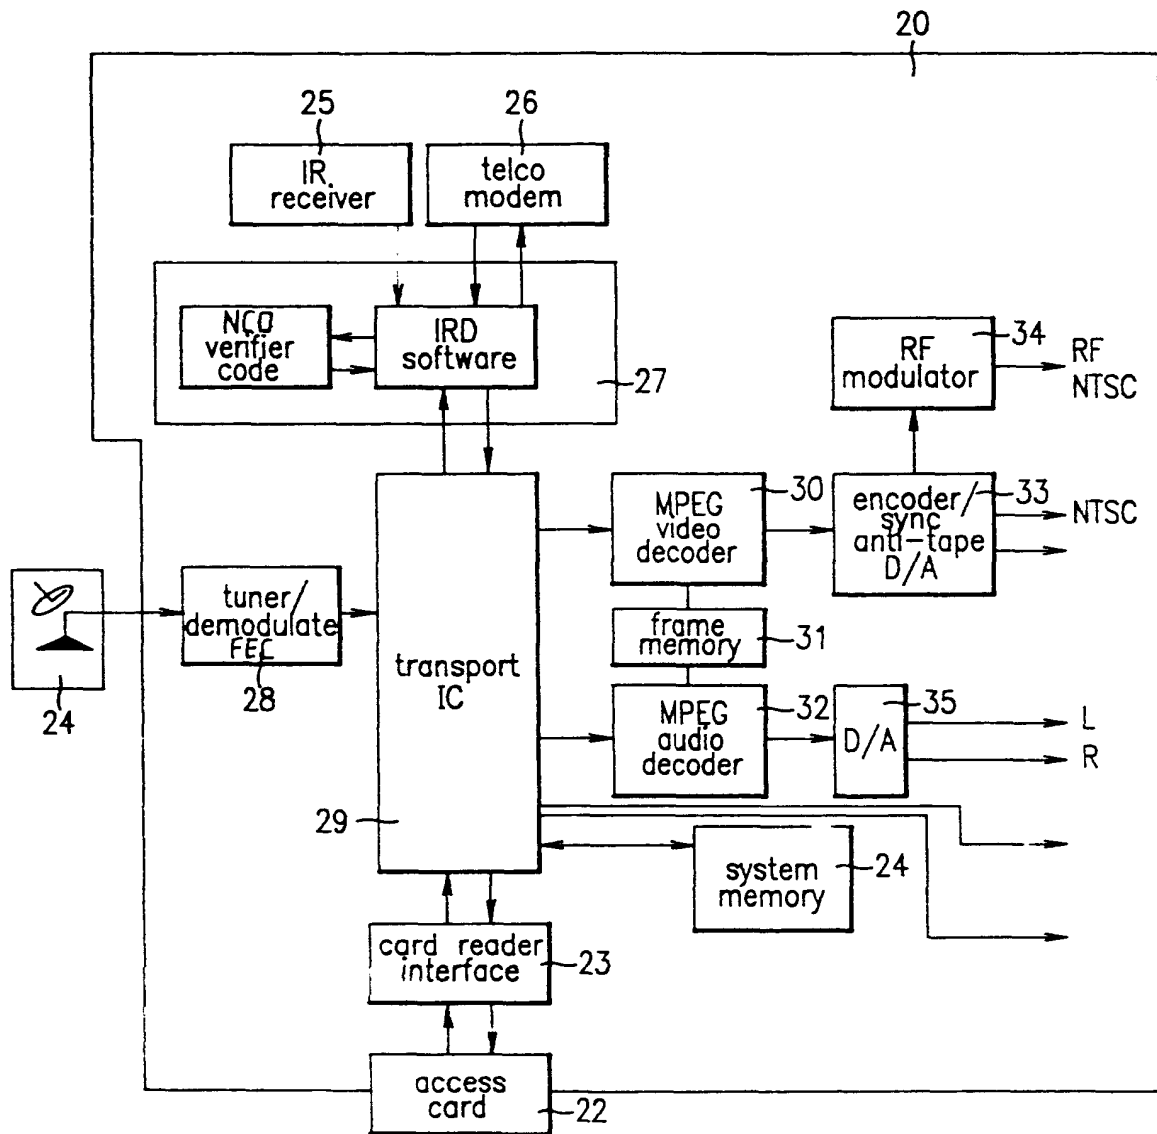 20
25
26
IR.
receiver
telco
modem
NCO
verifier
code
IRD
software
27
34
RF
modulator
RF
NTSC
30
MPEG
video
decoder
encoder/
sync
anti-tape
D/A
33
NTSC
tuner/
demodulate
FEC
28
24
transport
IC
29
frame
memory
31
MPEG
audio
decoder
32
35
D/A
L
R
system
memory
24
card reader
interface
23
access
card
22